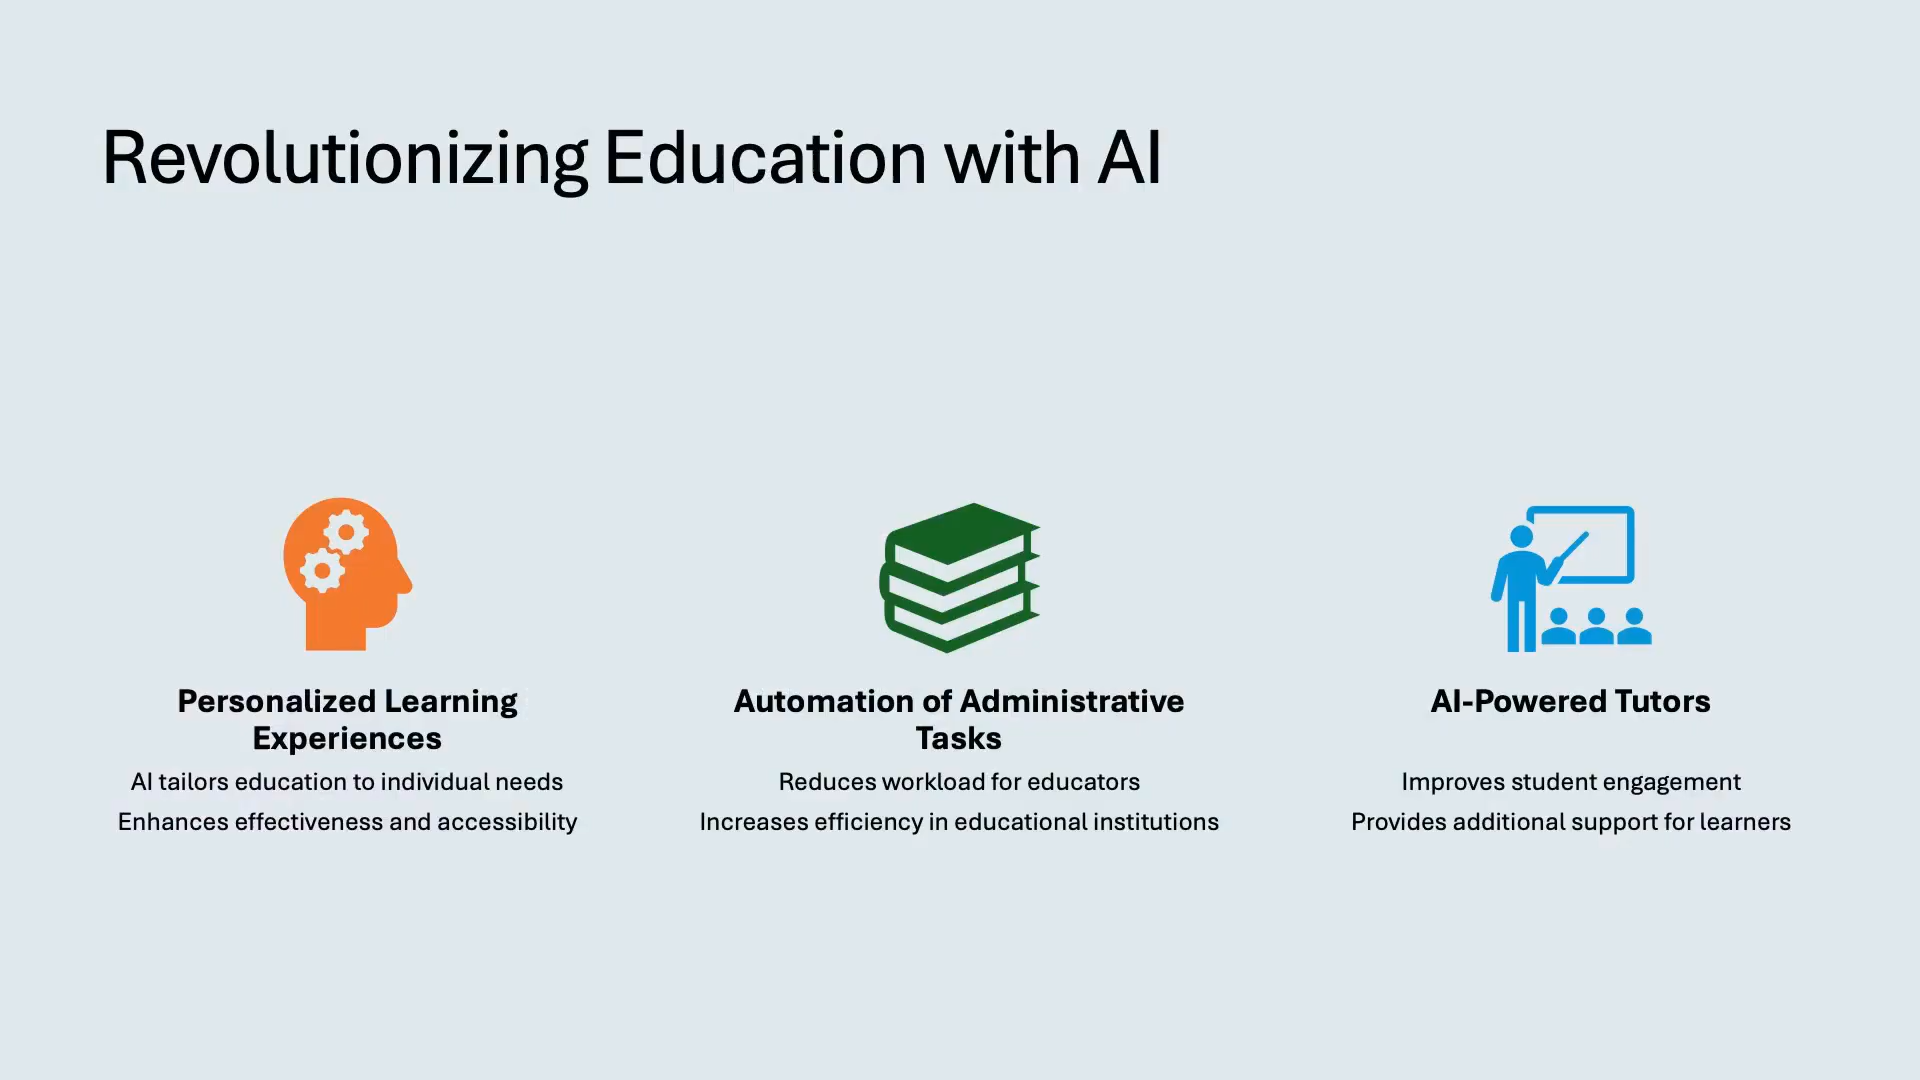 Revolutionizing Education with AI
Personalized Learning
Experiences
AI tailors education to individual needs
Enhances effectiveness and accessibility
Automation of Administrative
Tasks
Reduces workload for educators
Increases efficiency in educational institutions
AI-Powered Tutors
Improves student engagement
Provides additional support for learners